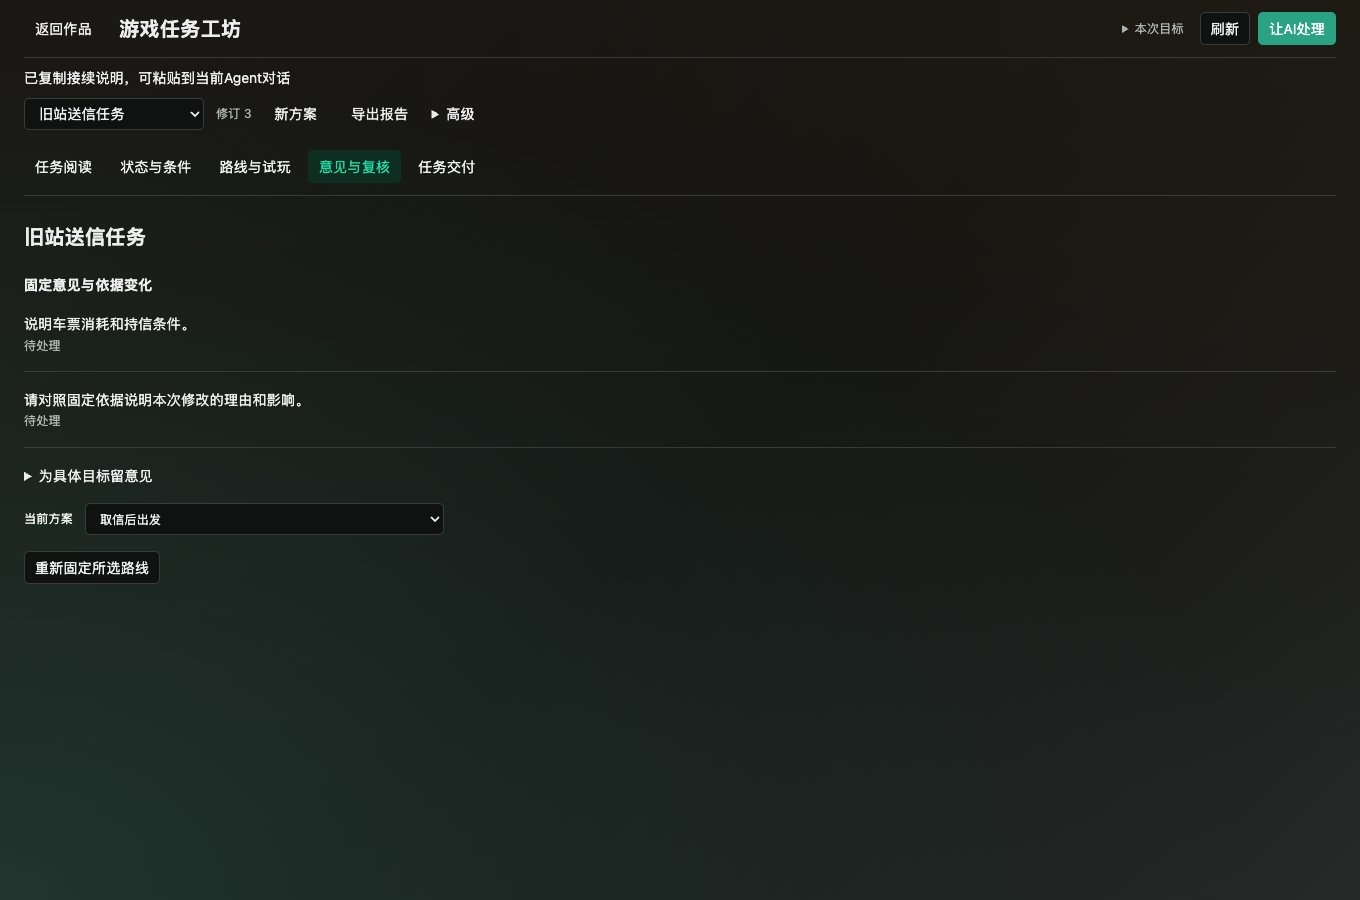 返回作品 游戏任务工坊 本次目标 刷新 让AI处理
已复制接续说明，可粘贴到当前Agent对话
旧站送信任务 修订 3 新方案 导出报告 高级
任务阅读 状态与条件 路线与试玩 意见与复核 任务交付
旧站送信任务
固定意见与依据变化
说明车票消耗和持信条件。
待处理
请对照固定依据说明本次修改的理由和影响。
待处理
为具体目标留意见
当前方案 取信后出发
重新固定所选路线